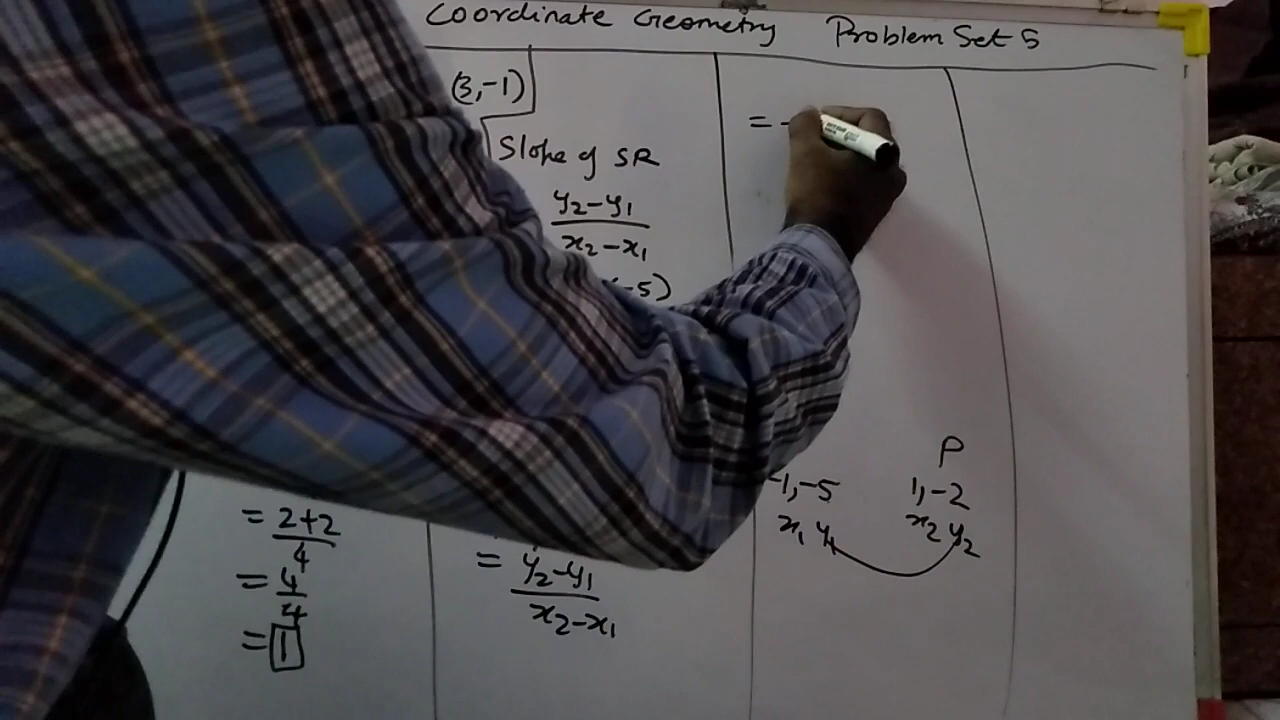 Coordinate Geometry Problem Set 5
(3,-1)
Slope of SR
y2-y1
x2-x1
-5)
= 2+2
4
= 4
4
= 1
= y2-y1
x2-x1
= -
P
-1,-5 1,-2
x1 y1 x2 y2